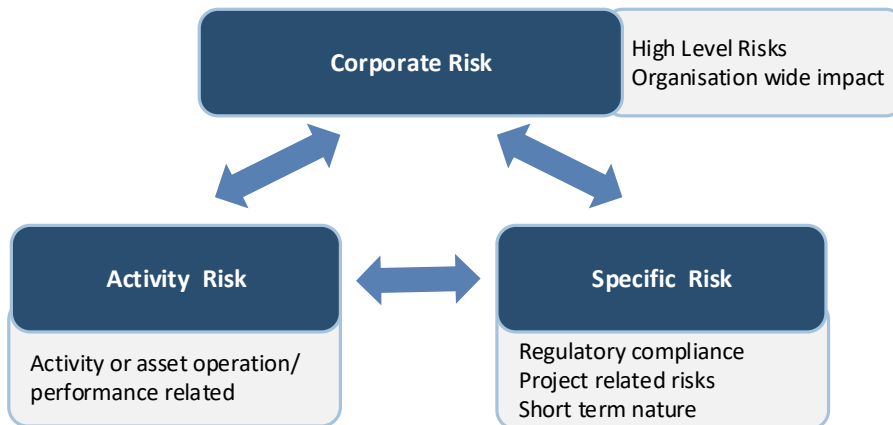 Corporate Risk
High Level Risks
Organisation wide impact
Activity Risk
Activity or asset operation/
performance related
Specific Risk
Regulatory compliance
Project related risks
Short term nature